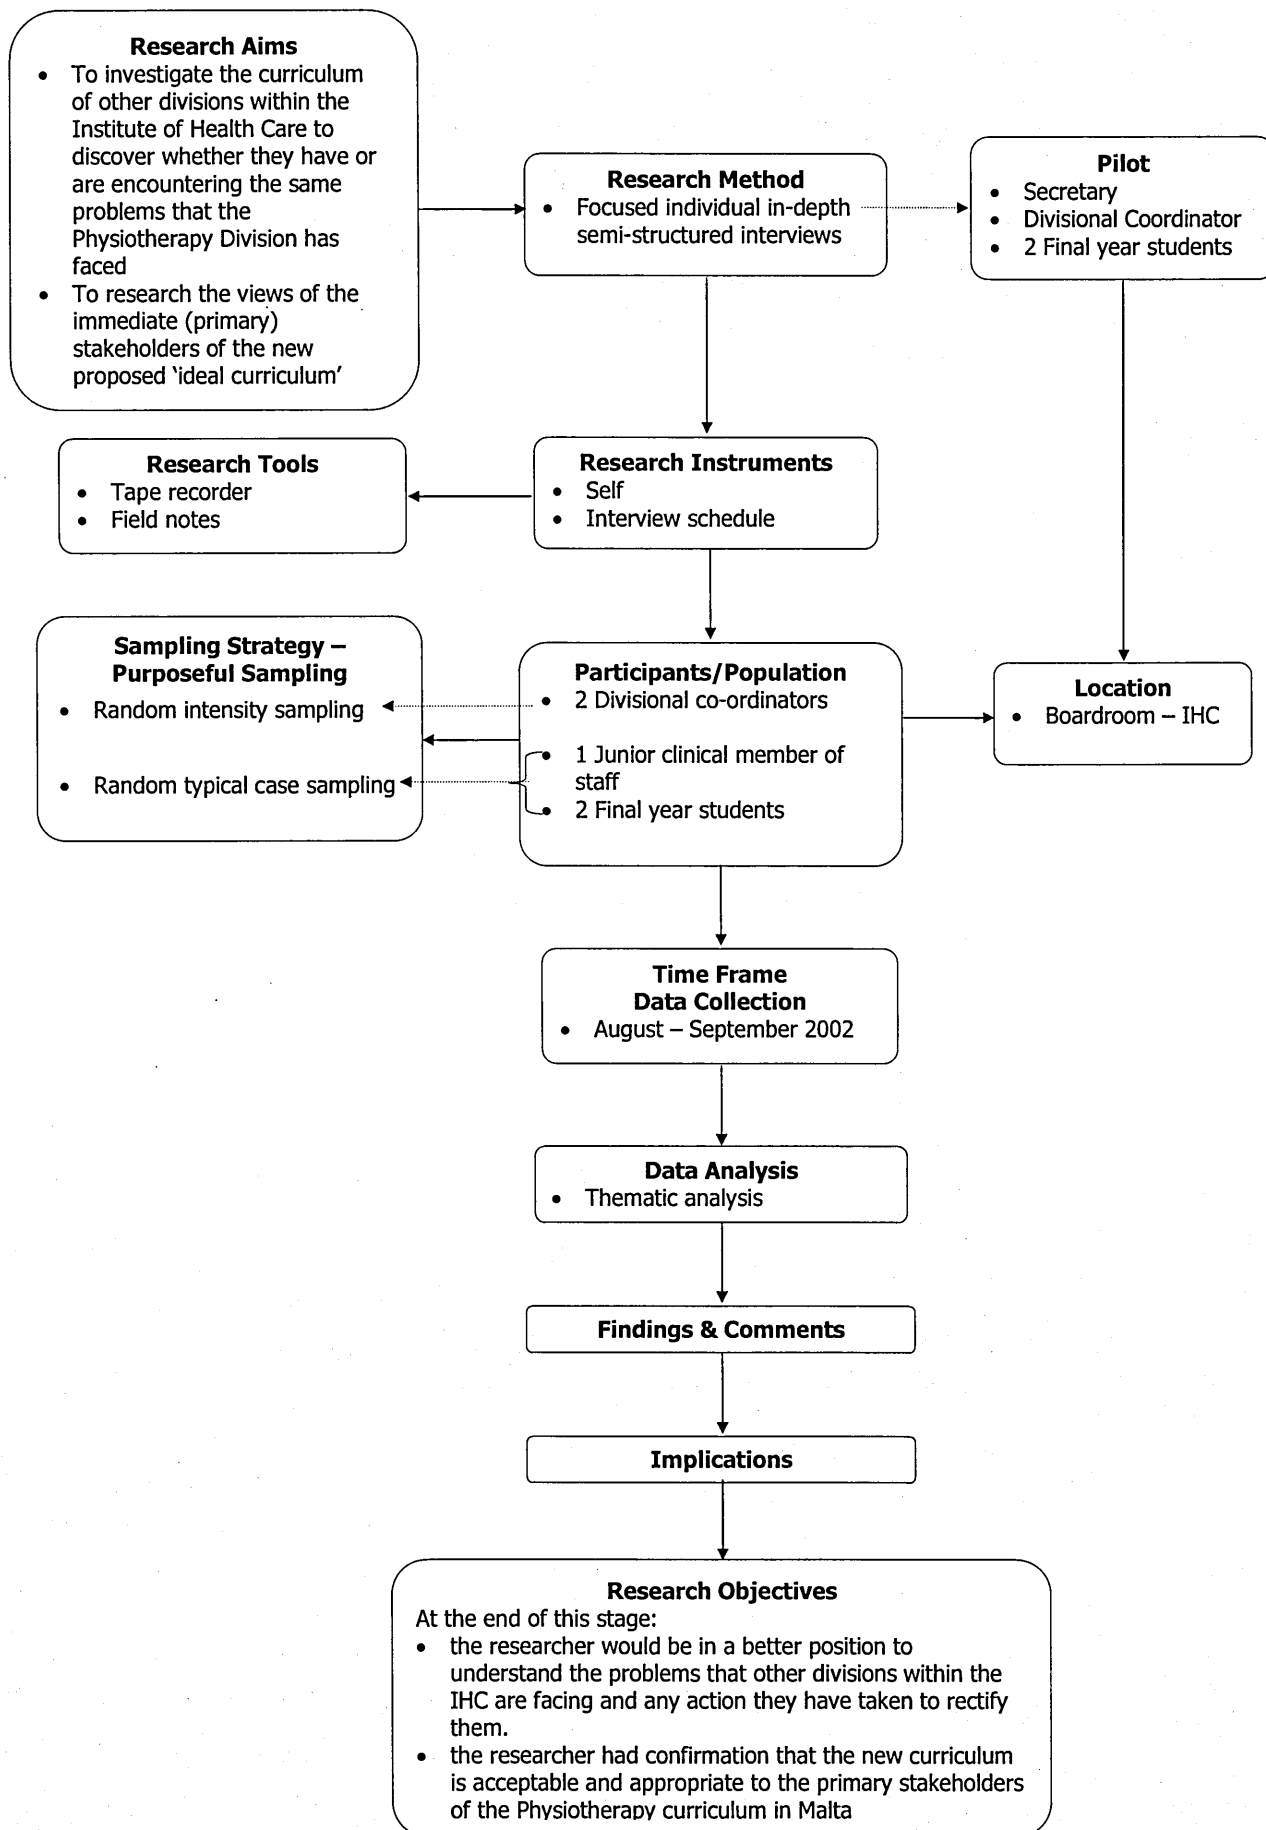 Research Aims
• To investigate the curriculum
of other divisions within the
Institute of Health Care to
discover whether they have or
are encountering the same
problems that the
Physiotherapy Division has
faced
• To research the views of the
immediate (primary)
stakeholders of the new
proposed ‘ideal curriculum’
Research Method
• Focused individual in-depth
semi-structured interviews
Pilot
• Secretary
• Divisional Coordinator
• 2 Final year students
Research Tools
• Tape recorder
• Field notes
Research Instruments
• Self
• Interview schedule
Sampling Strategy –
Purposeful Sampling
• Random intensity sampling
• Random typical case sampling
Participants/Population
• 2 Divisional co-ordinators
• 1 Junior clinical member of
staff
• 2 Final year students
Location
• Boardroom – IHC
Time Frame
Data Collection
• August – September 2002
Data Analysis
• Thematic analysis
Findings & Comments
Implications
Research Objectives
At the end of this stage:
• the researcher would be in a better position to
understand the problems that other divisions within the
IHC are facing and any action they have taken to rectify
them.
• the researcher had confirmation that the new curriculum
is acceptable and appropriate to the primary stakeholders
of the Physiotherapy curriculum in Malta